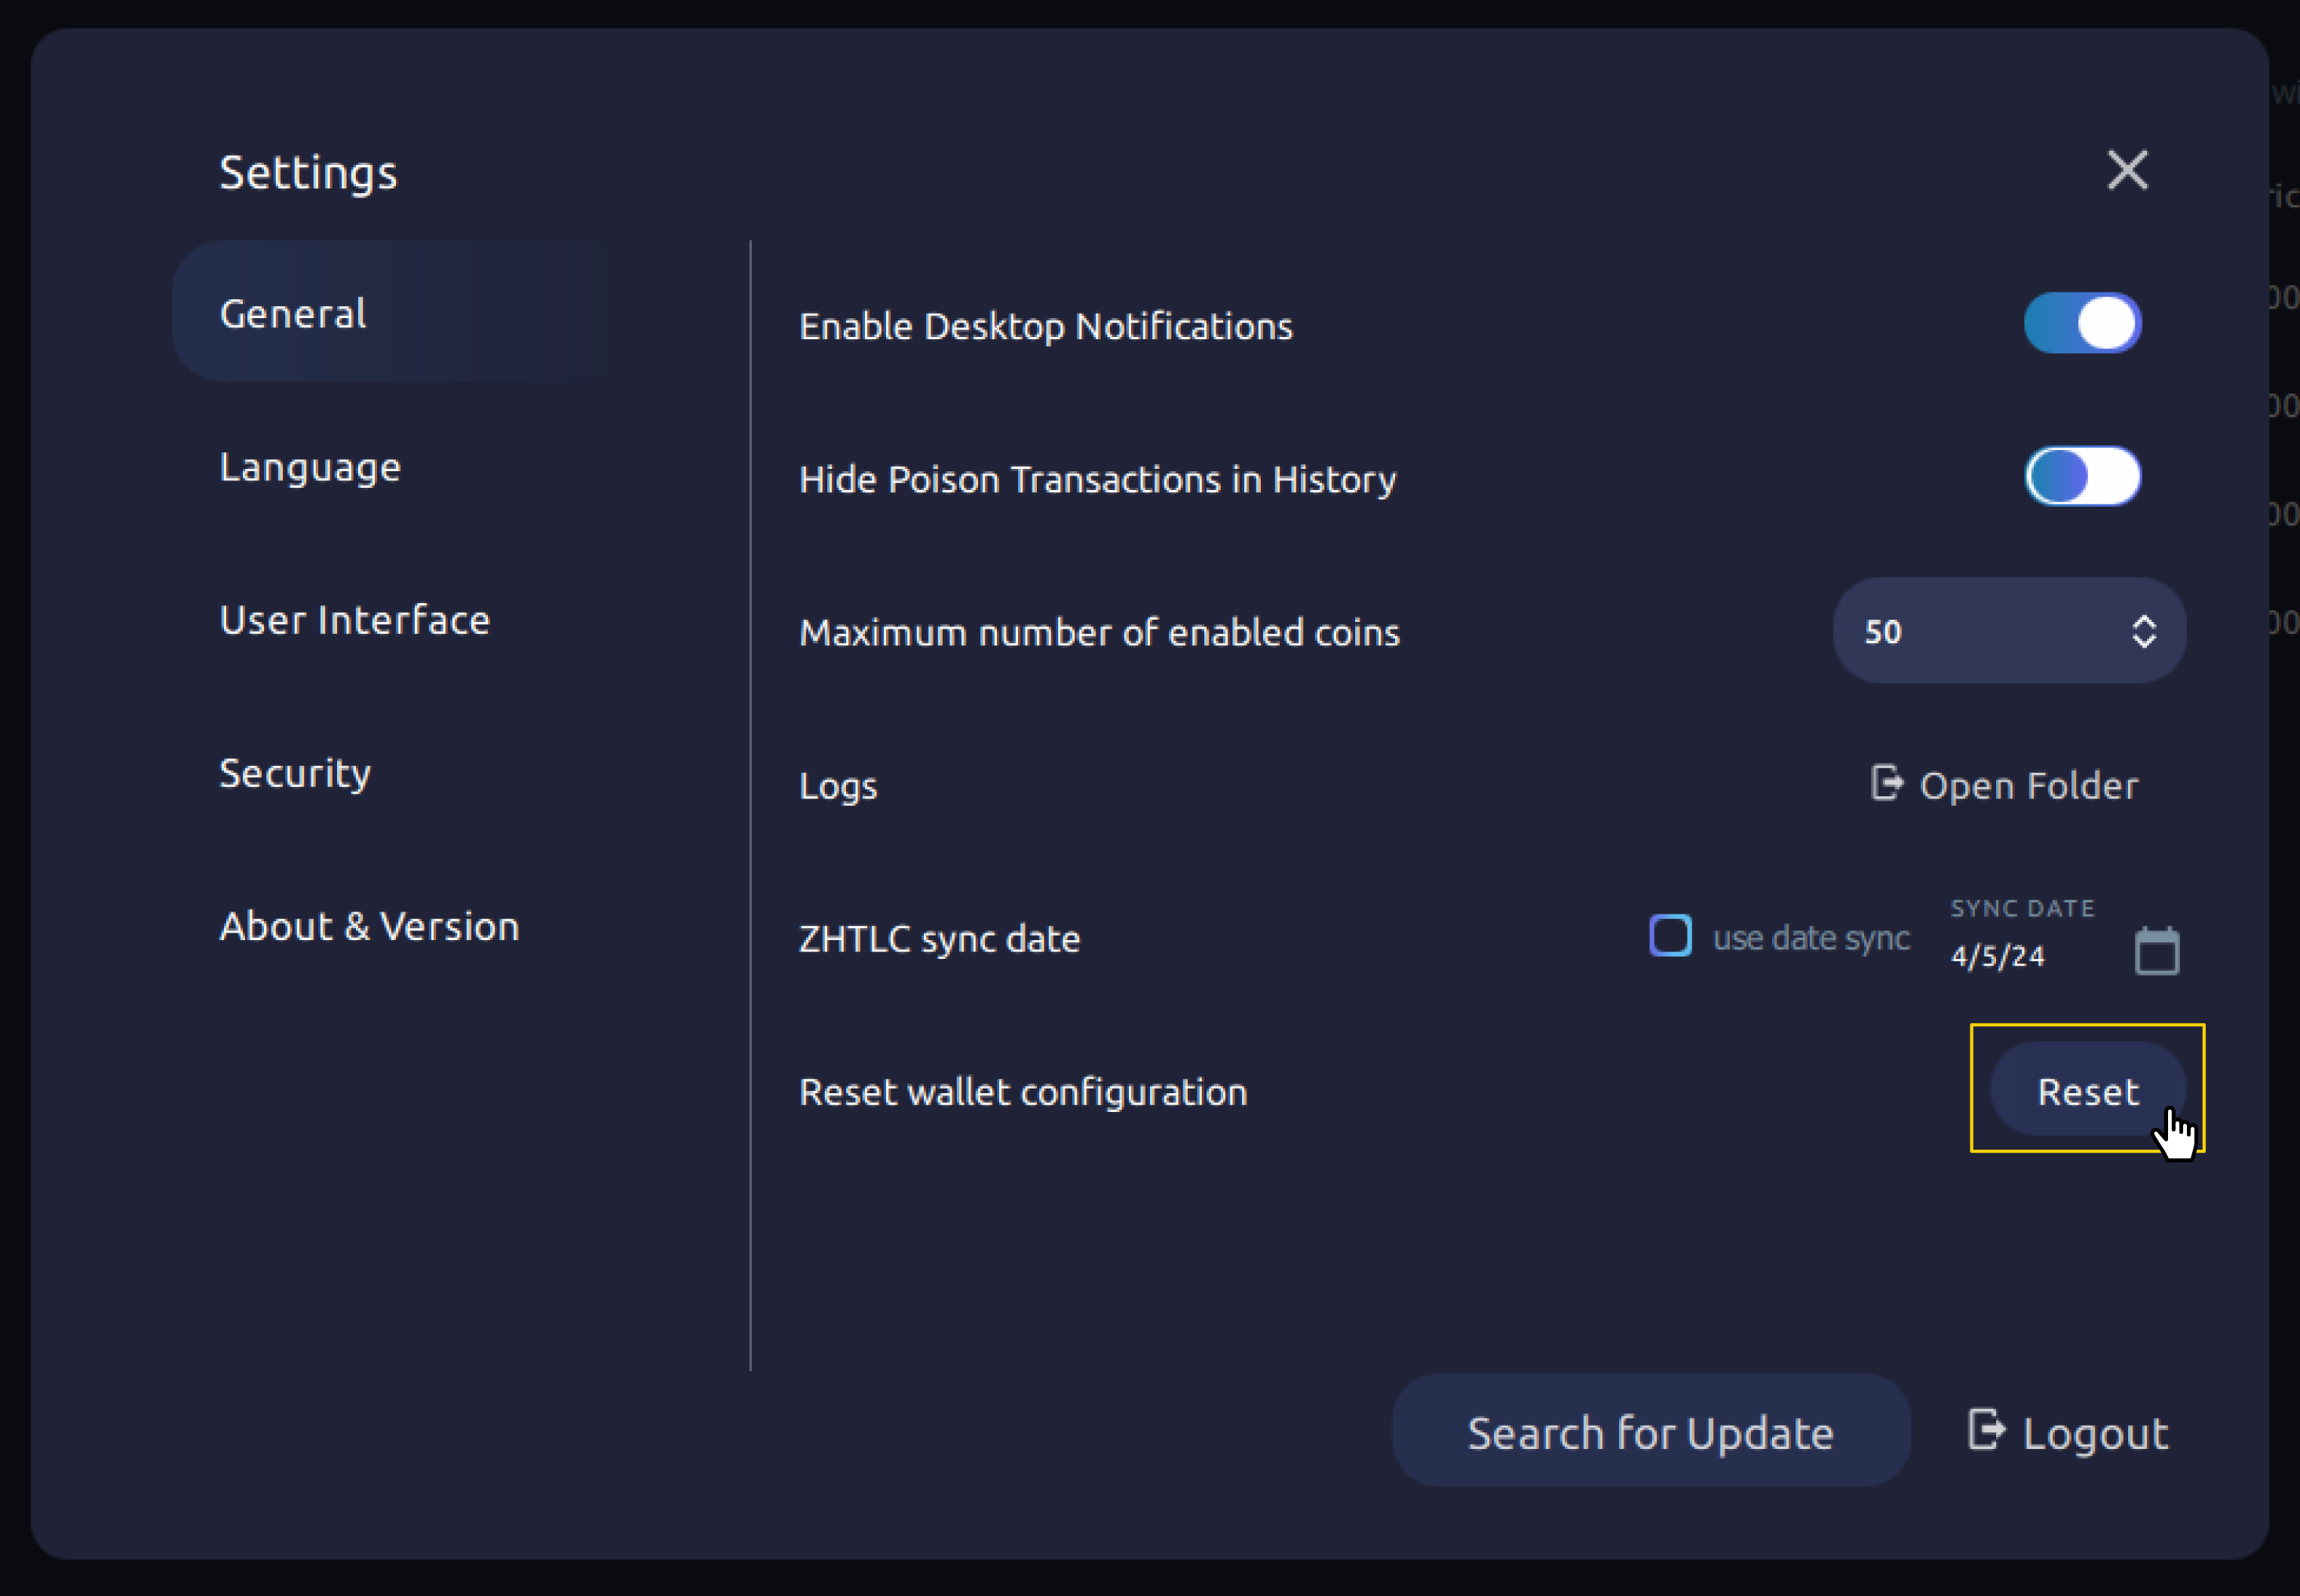 Settings
General
Language
User Interface
Security
About & Version
Enable Desktop Notifications
Hide Poison Transactions in History
Maximum number of enabled coins
50
Logs
Open Folder
ZHTLC sync date
use date sync
SYNC DATE
4/5/24
Reset wallet configuration
Reset
Search for Update
Logout